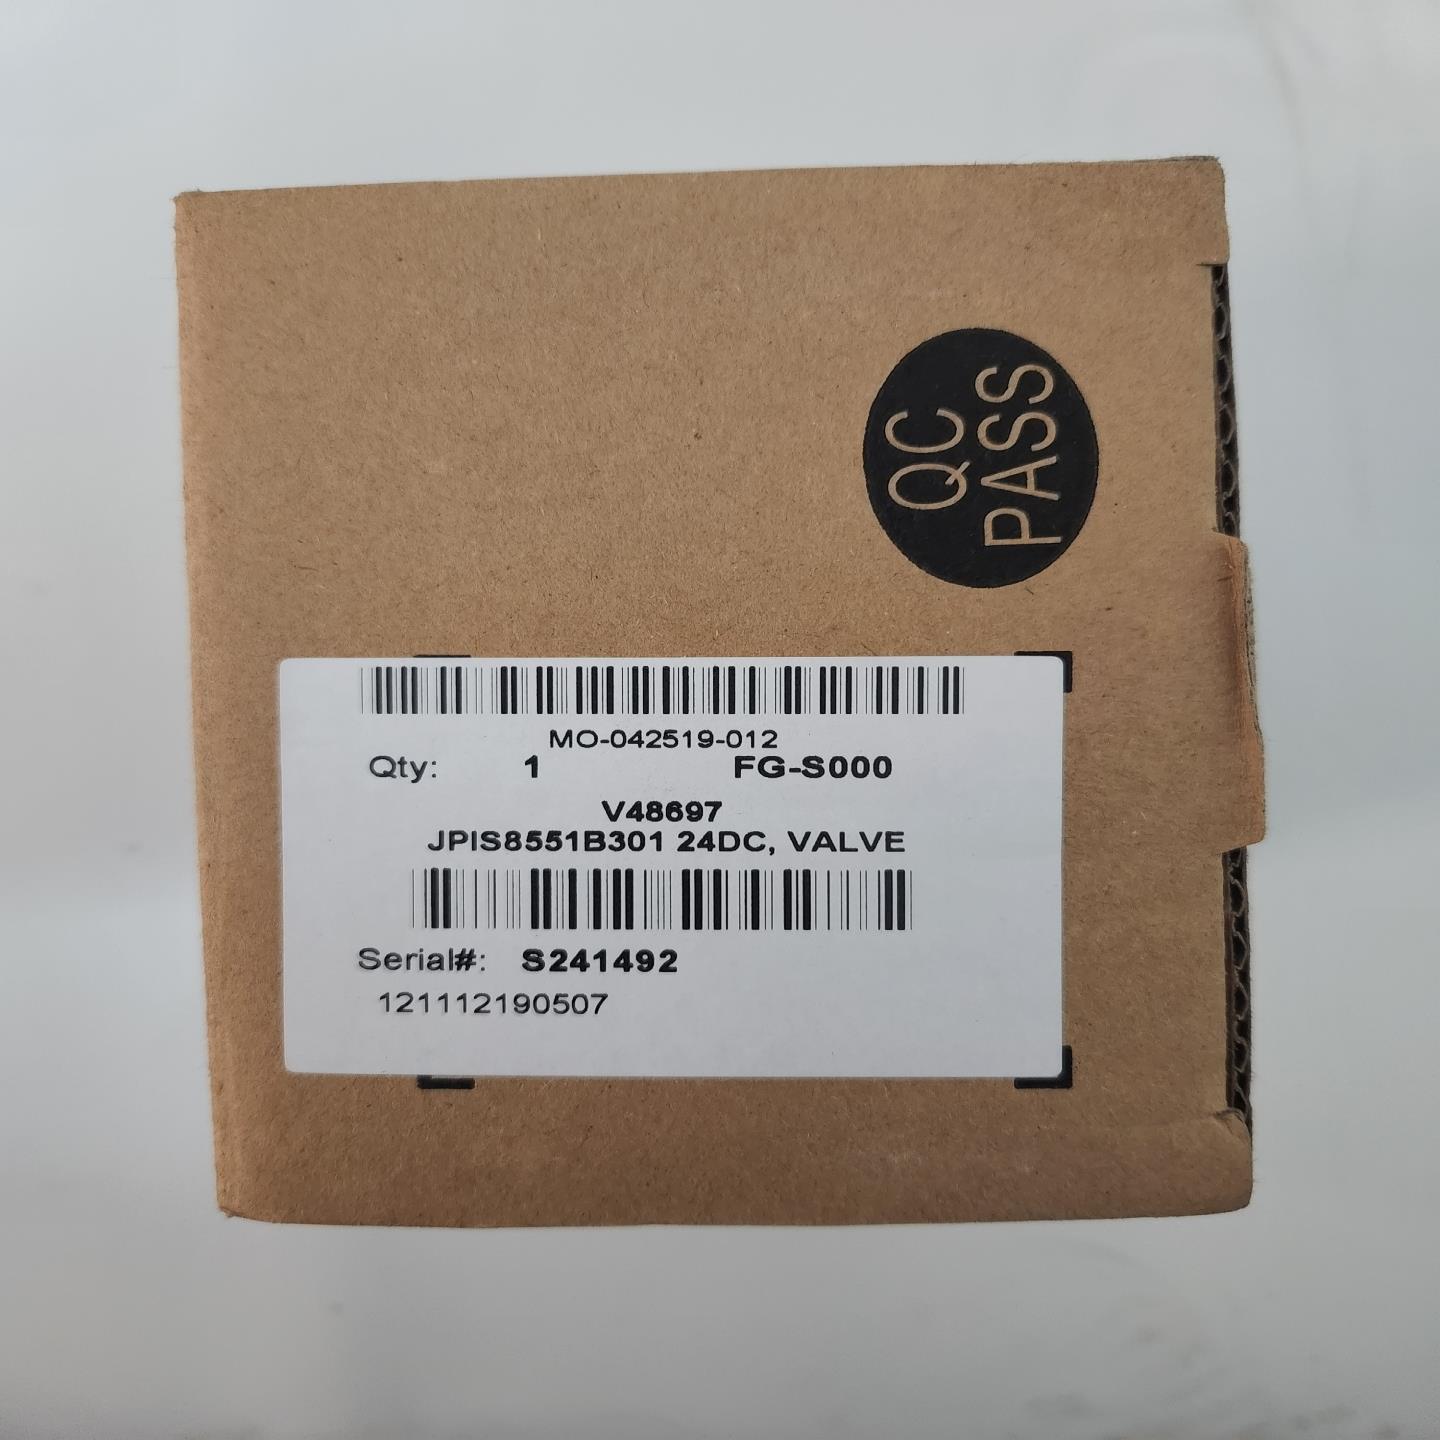 QC
PASS
MO-042519-012
Qty: 1 FG-S000
V48697
JPIS8551B301 24DC, VALVE
Serial#: S241492
121112190507